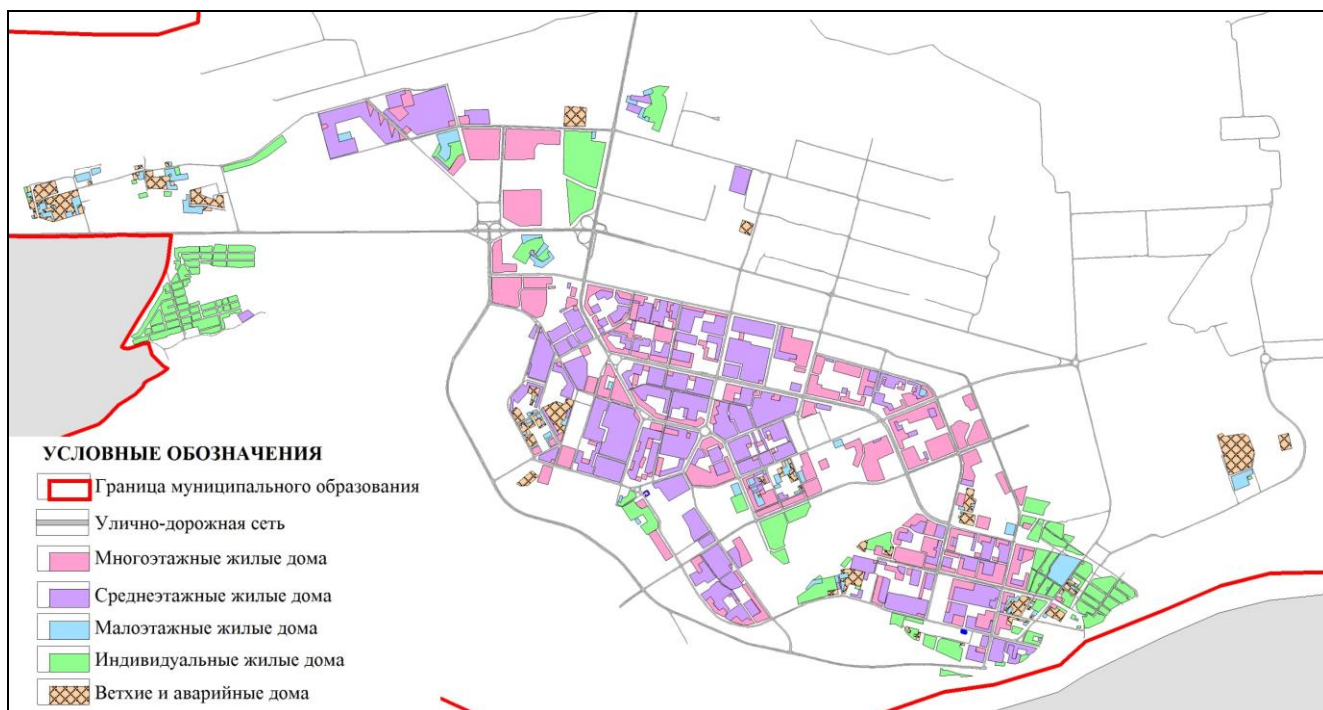 УСЛОВНЫЕ ОБОЗНАЧЕНИЯ
Граница муниципального образования
Улично-дорожная сеть
Многоэтажные жилые дома
Среднеэтажные жилые дома
Малоэтажные жилые дома
Индивидуальные жилые дома
Ветхие и аварийные дома